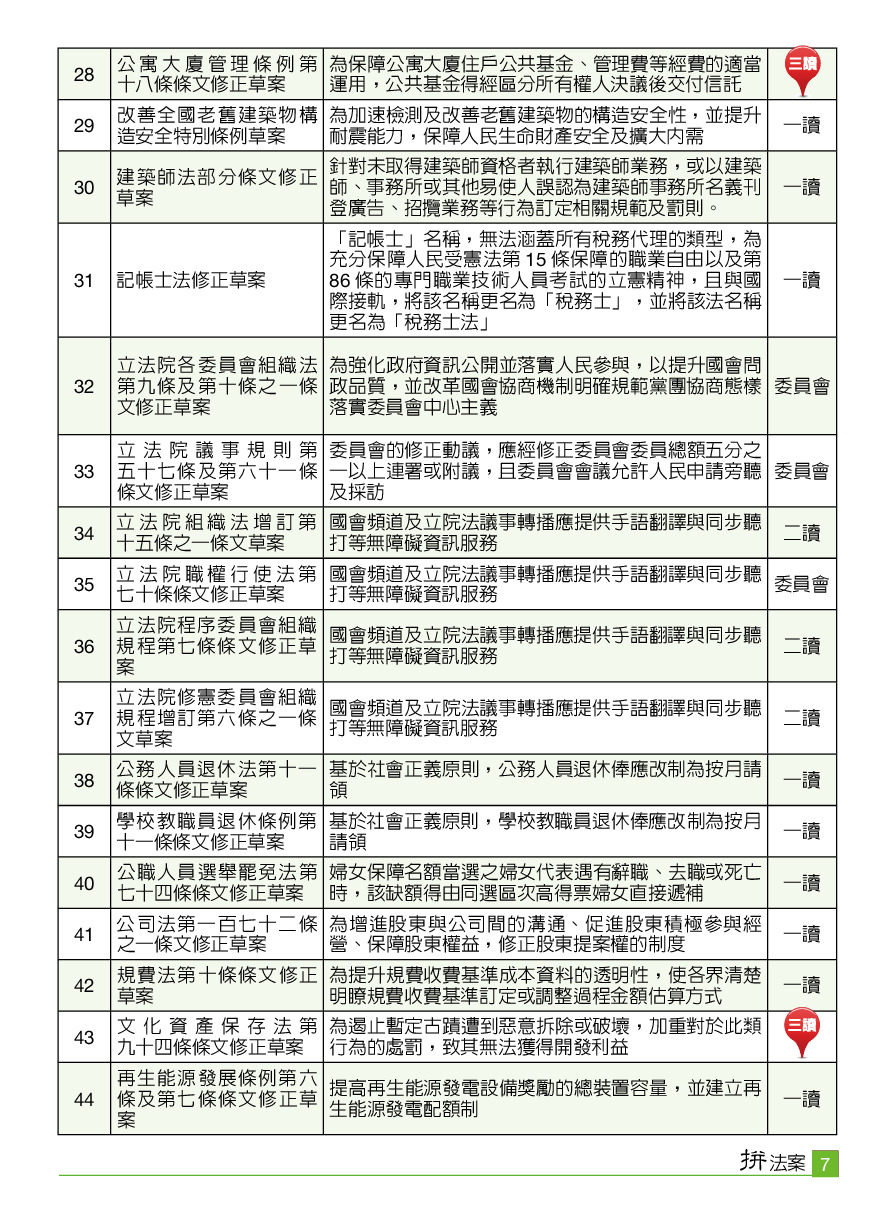 28
公寓大廈管理條例第
十八條條文修正草案
為保障公寓大廈住戶公共基金、管理費等經費的適當
運用，公共基金得經區分所有權人決議後交付信託
三讀
29
改善全國老舊建築物構
造安全特別條例草案
為加速檢測及改善老舊建築物的構造安全性，並提升
耐震能力，保障人民生命財產安全及擴大內需
一讀
30
建築師法部分條文修正
草案
針對未取得建築師資格者執行建築師業務，或以建築
師、事務所或其他易使人誤認為建築師事務所名義刊
登廣告、招攬業務等行為訂定相關規範及罰則。
一讀
31
記帳士法修正草案
「記帳士」名稱，無法涵蓋所有稅務代理的類型，為
充分保障人民受憲法第 15 條保障的職業自由以及第
86 條的專門職業技術人員考試的立憲精神，且與國
際接軌，將該名稱更名為「稅務士」，並將該法名稱
更名為「稅務士法」
一讀
32
立法院各委員會組織法
第九條及第十條之一條
文修正草案
為強化政府資訊公開並落實人民參與，以提升國會問
政品質，並改革國會協商機制明確規範黨團協商態樣
落實委員會中心主義
委員會
33
立法院議事規則第
五十七條及第六十一條
條文修正草案
委員會的修正動議，應經修正委員會委員總額五分之
一以上連署或附議，且委員會會議允許人民申請旁聽
及採訪
委員會
34
立法院組織法增訂第
十五條之一條文草案
國會頻道及立院法議事轉播應提供手語翻譯與同步聽
打等無障礙資訊服務
二讀
35
立法院職權行使法第
七十條條文修正草案
國會頻道及立院法議事轉播應提供手語翻譯與同步聽
打等無障礙資訊服務
委員會
36
立法院程序委員會組織
規程第七條條文修正草
案
國會頻道及立院法議事轉播應提供手語翻譯與同步聽
打等無障礙資訊服務
二讀
37
立法院修憲委員會組織
規程增訂第六條之一條
文草案
國會頻道及立院法議事轉播應提供手語翻譯與同步聽
打等無障礙資訊服務
二讀
38
公務人員退休法第十一
條條文修正草案
基於社會正義原則，公務人員退休俸應改制為按月請
領
一讀
39
學校教職員退休條例第
十一條條文修正草案
基於社會正義原則，學校教職員退休俸應改制為按月
請領
一讀
40
公職人員選舉罷免法第
七十四條條文修正草案
婦女保障名額當選之婦女代表遇有辭職、去職或死亡
時，該缺額得由同選區次高得票婦女直接遞補
一讀
41
公司法第一百七十二條
之一條文修正草案
為增進股東與公司間的溝通、促進股東積極參與經
營、保障股東權益，修正股東提案權的制度
一讀
42
規費法第十條條文修正
草案
為提升規費收費基準成本資料的透明性，使各界清楚
明瞭規費收費基準訂定或調整過程金額估算方式
一讀
43
文化資產保存法第
九十四條條文修正草案
為遏止暫定古蹟遭到惡意拆除或破壞，加重對於此類
行為的處罰，致其無法獲得開發利益
三讀
44
再生能源發展條例第六
條及第七條條文修正草
案
提高再生能源發電設備獎勵的總裝置容量，並建立再
生能源發電配額制
一讀
拚法案 7